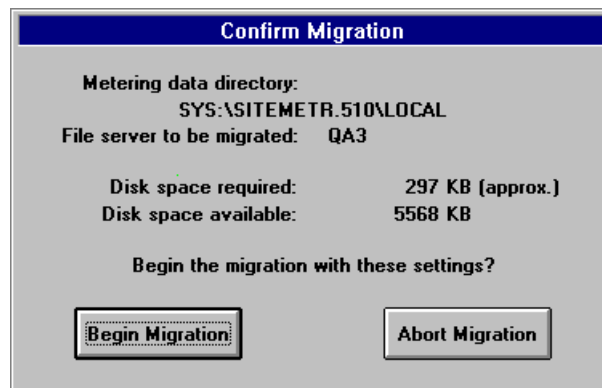 Confirm Migration
Metering data directory:
SYS:\SITEMETR.510\LOCAL
File server to be migrated: QA3
Disk space required: 297 KB (approx.)
Disk space available: 5568 KB
Begin the migration with these settings?
Begin Migration Abort Migration